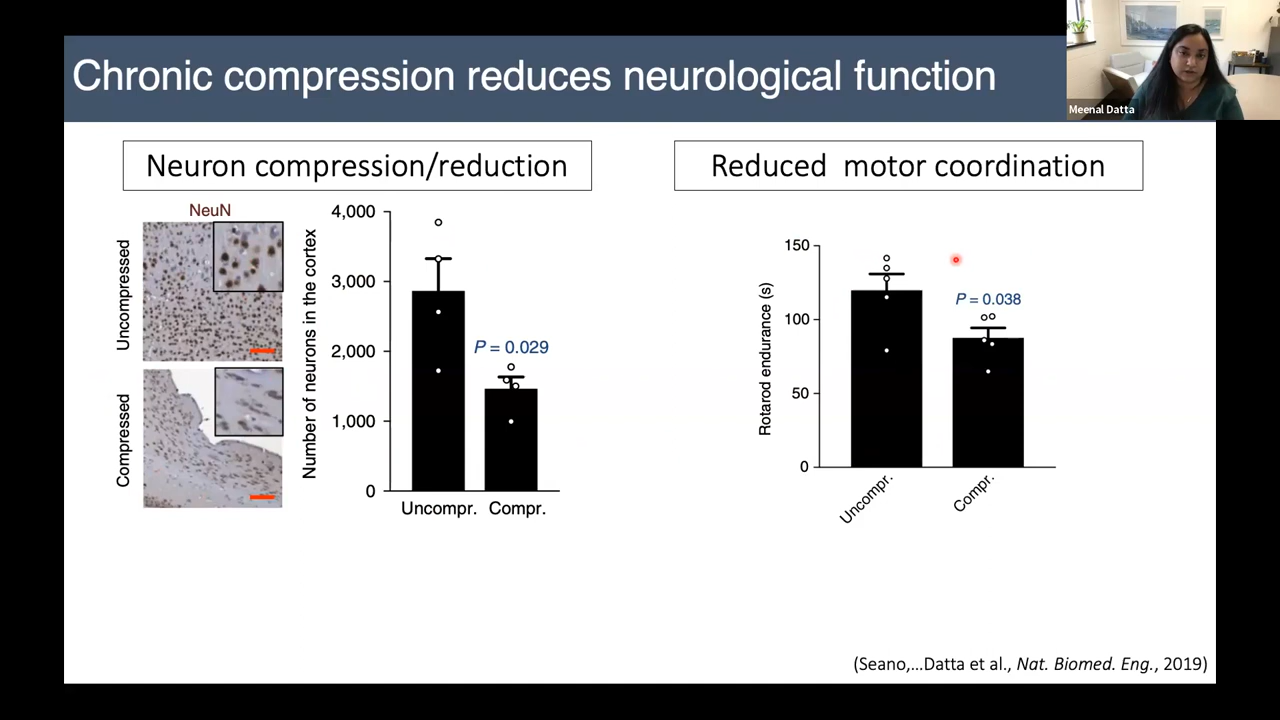 Chronic compression reduces neurological function
Meenal Datta
Neuron compression/reduction
NeuN
Uncompressed
Compressed
Number of neurons in the cortex
4,000
3,000
2,000
1,000
0
P = 0.029
Uncompr.
Compr.
Reduced motor coordination
Rotarod endurance (s)
150
100
50
0
P = 0.038
Uncompr.
Compr.
(Seano,...Datta et al., Nat. Biomed. Eng., 2019)